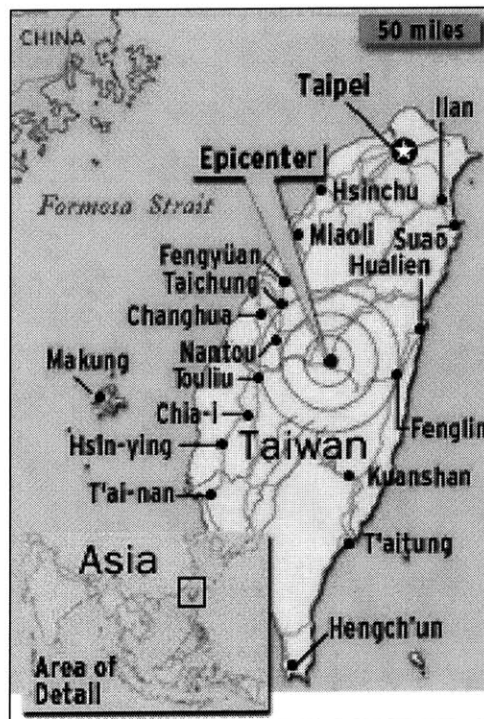 CHINA
50 miles
Taipei
Ilan
Epicenter
Hsinchu
Formosa Strait
Miaoli
Suao
Hualien
Fengyüan
Taichung
Changhua
Nantou
Makung
Touliu
Chia-i
Fenglin
Hsin-ying
Taiwan
Kuanshan
T'ai-nan
T'aitung
Asia
Hengch'un
Area of
Detail